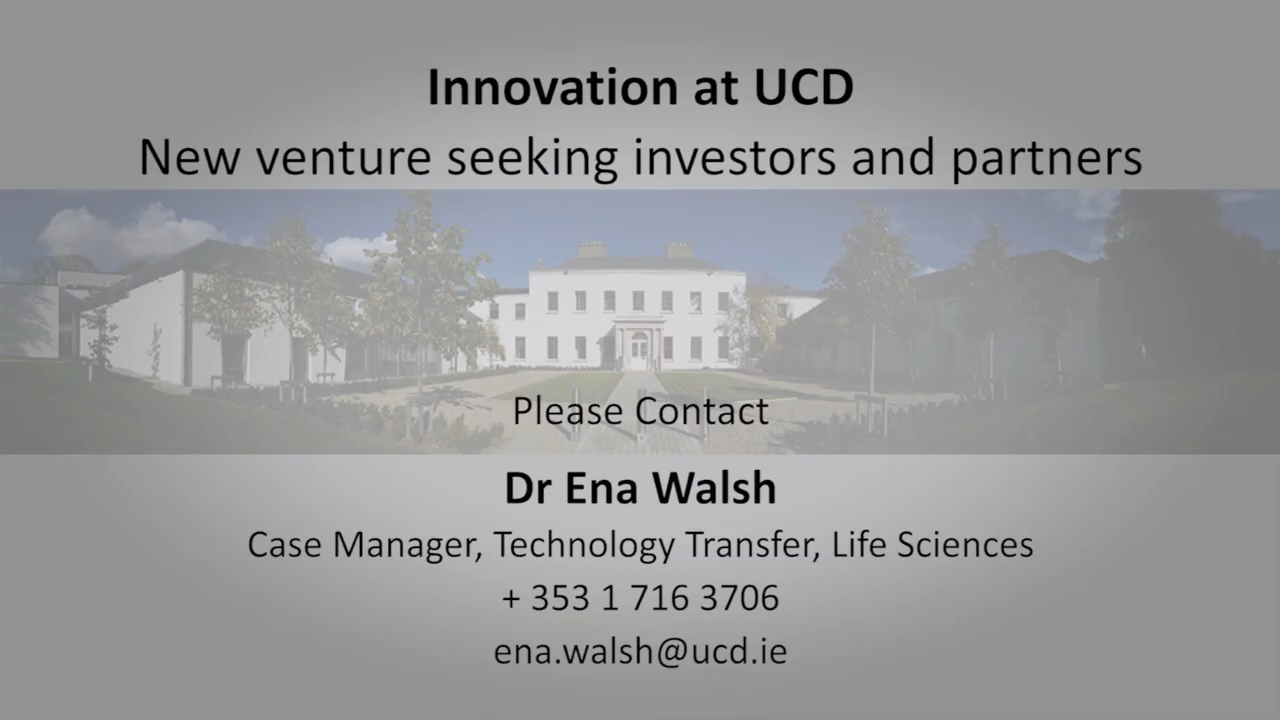 Innovation at UCD
New venture seeking investors and partners
Please Contact
Dr Ena Walsh
Case Manager, Technology Transfer, Life Sciences
+ 353 1 716 3706
ena.walsh@ucd.ie